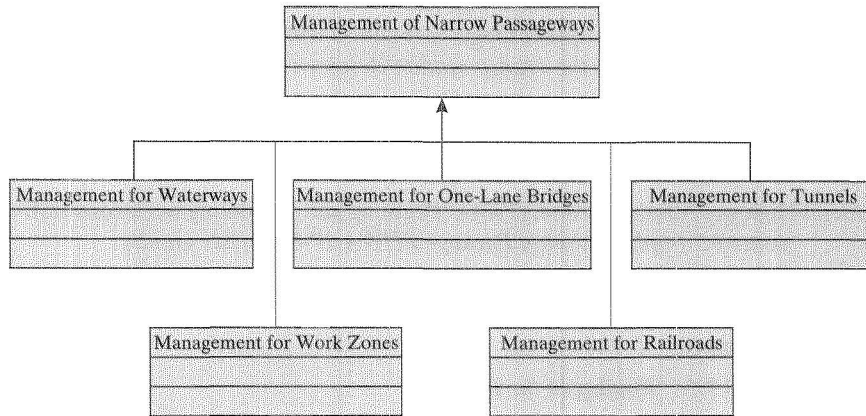 Management of Narrow Passageways
Management for Waterways
Management for One-Lane Bridges
Management for Tunnels
Management for Work Zones
Management for Railroads